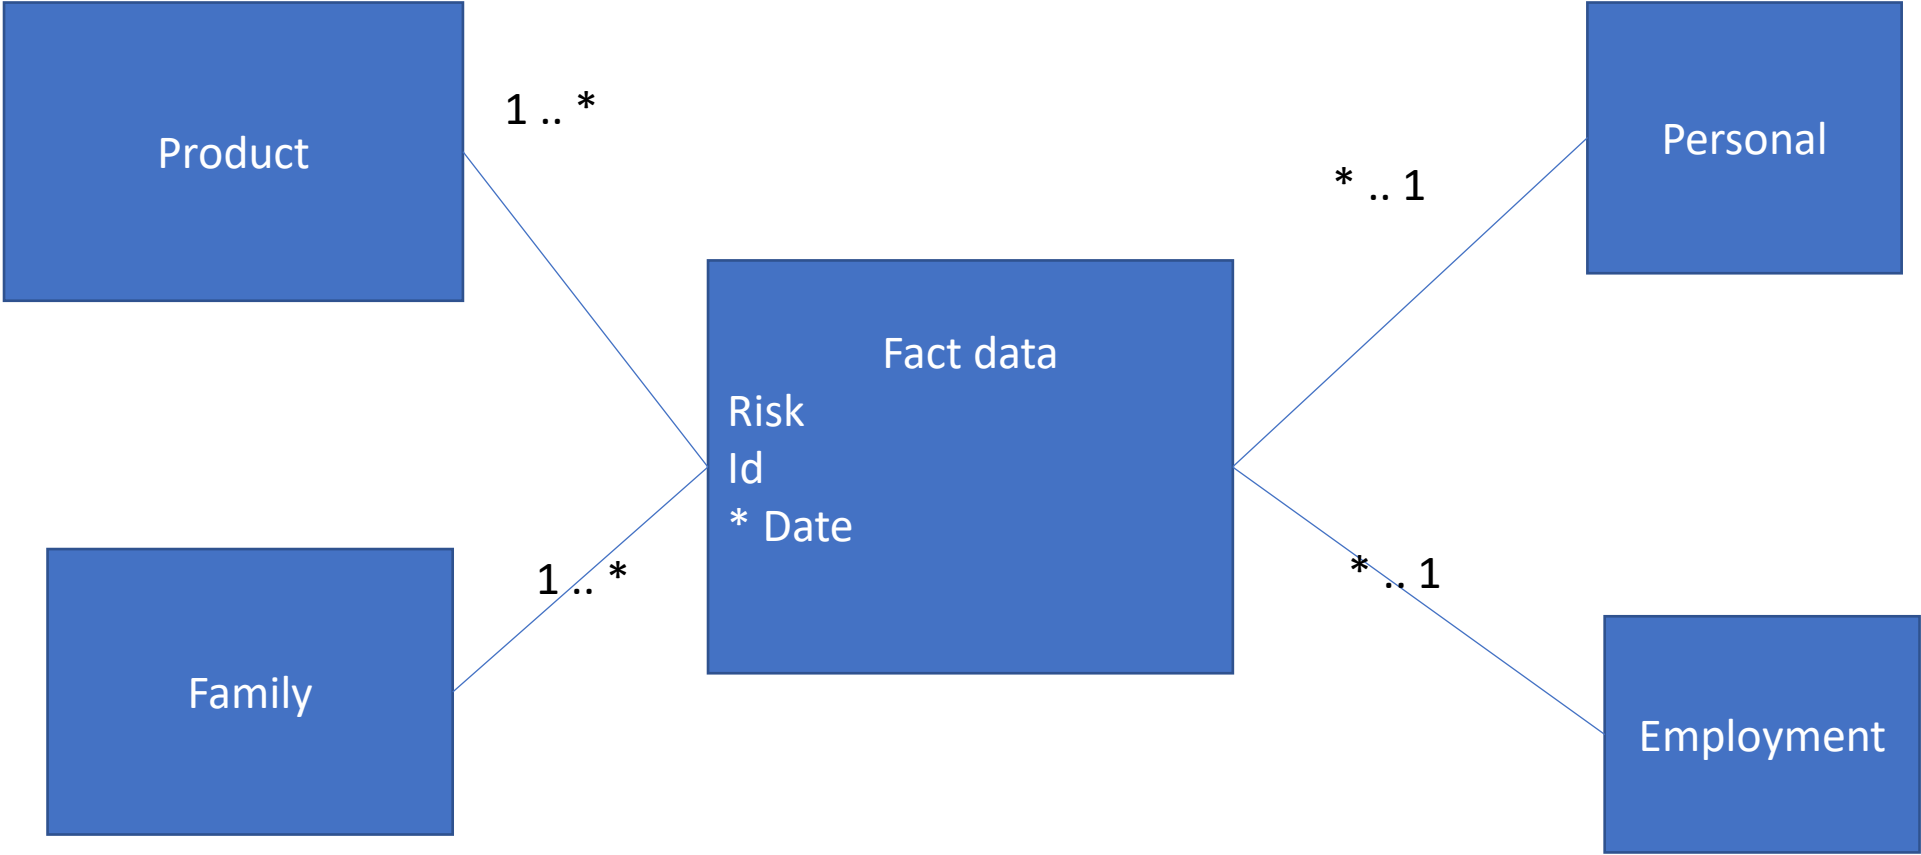 Product
1 .. *
Personal
* .. 1
Fact data
Risk
Id
* Date
Family
1 .. *
* .. 1
Employment